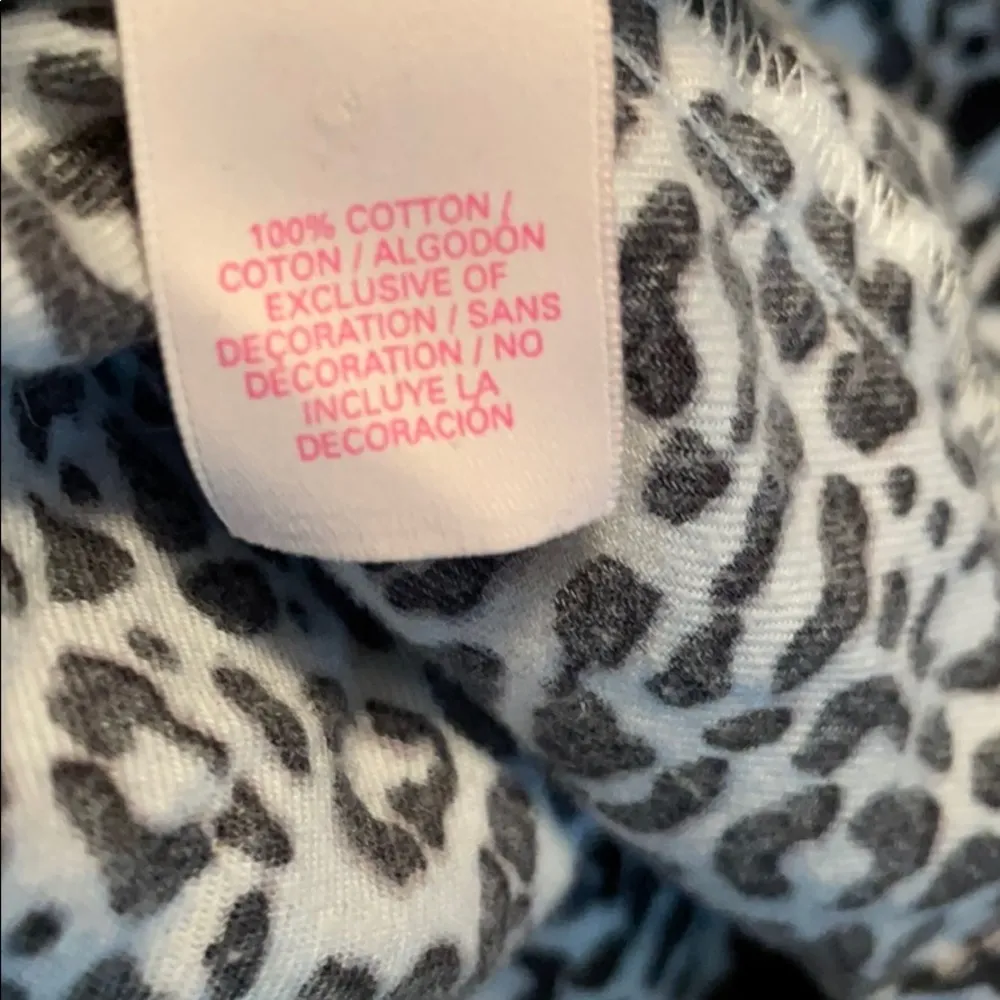 100% COTTON /
COTON / ALGODÓN
EXCLUSIVE OF
DECORATION / SANS
DÉCORATION / NO
INCLUYE LA
DECORACIÓN